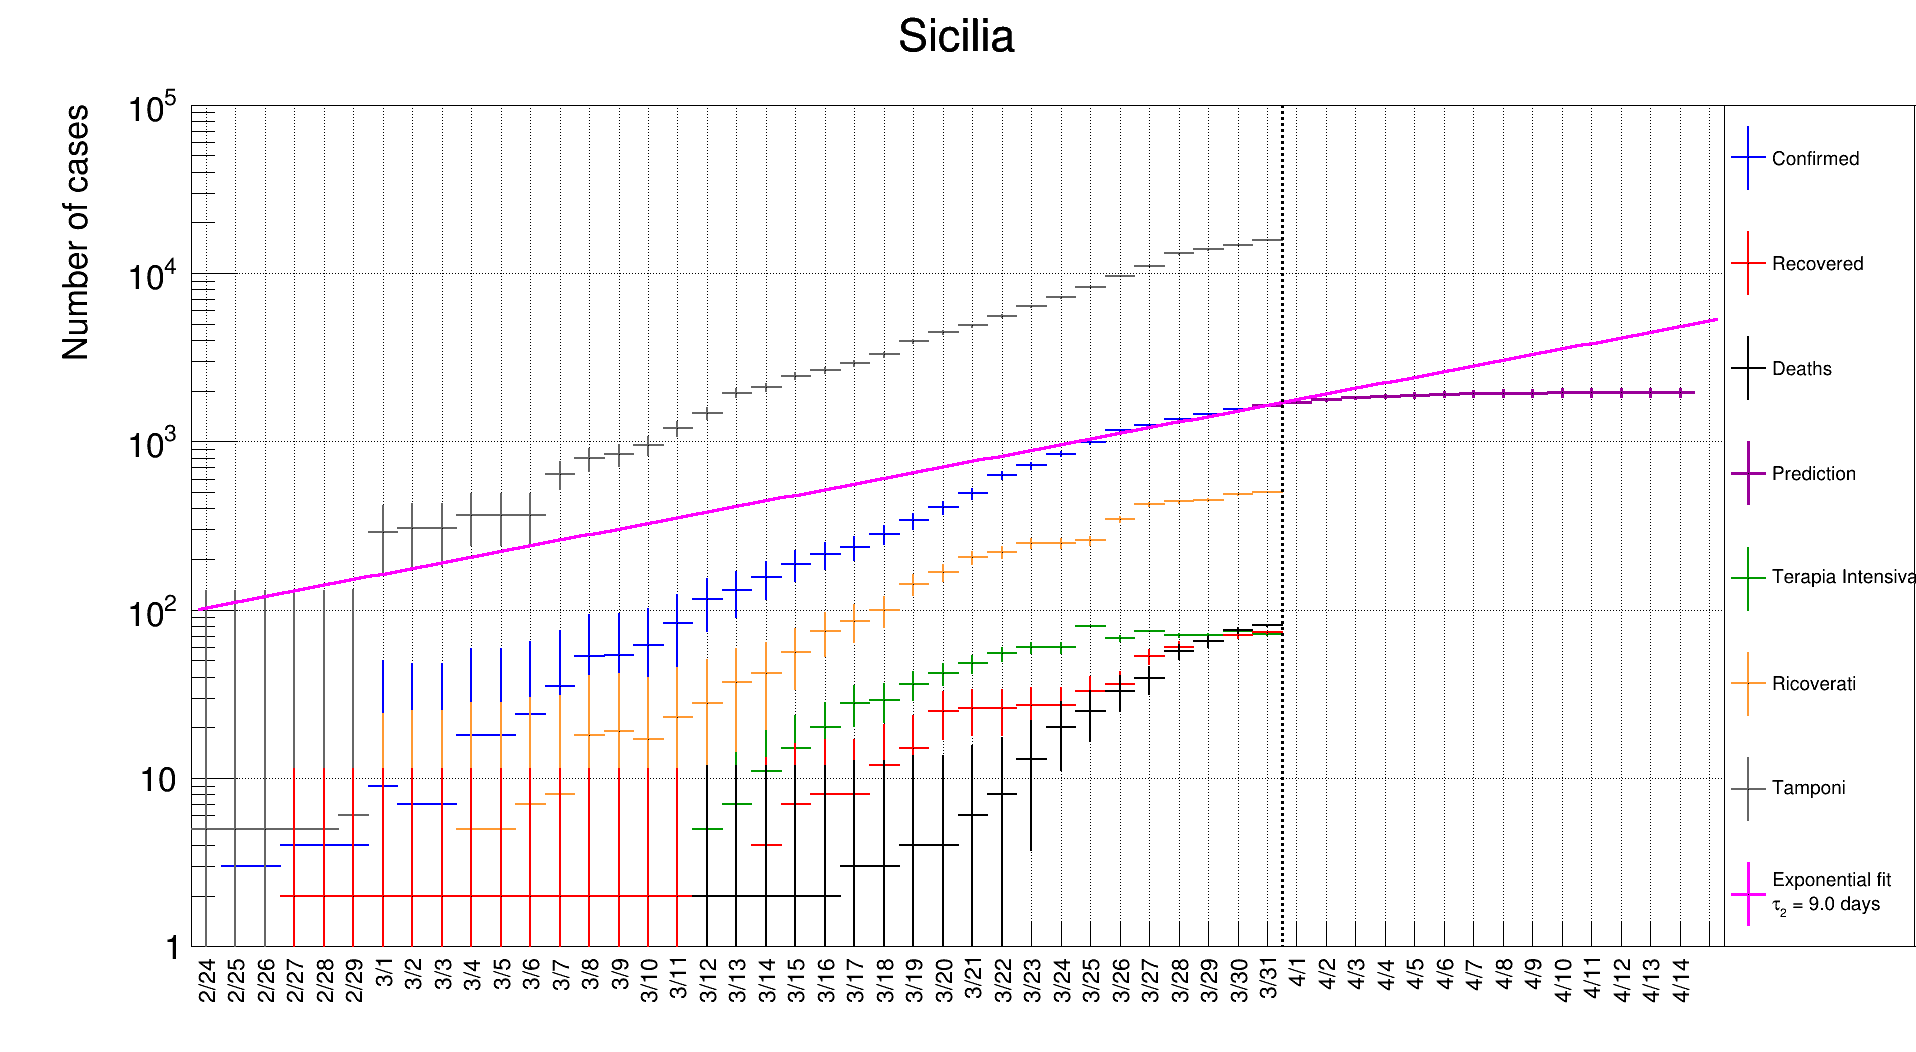 Sicilia
Number of cases
10^5
10^4
10^3
10^2
10
1
2/24 2/25 2/26 2/27 2/28 2/29 3/1 3/2 3/3 3/4 3/5 3/6 3/7 3/8 3/9 3/10 3/11 3/12 3/13 3/14 3/15 3/16 3/17 3/18 3/19 3/20 3/21 3/22 3/23 3/24 3/25 3/26 3/27 3/28 3/29 3/30 3/31 4/1 4/2 4/3 4/4 4/5 4/6 4/7 4/8 4/9 4/10 4/11 4/12 4/13 4/14
Confirmed
Recovered
Deaths
Prediction
Terapia Intensiva
Ricoverati
Tamponi
Exponential fit
τ_2 = 9.0 days